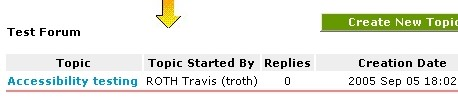 Create New Topic
Test Forum
Topic Topic Started By Replies Creation Date
Accessibility testing ROTH Travis (troth) 0 2005 Sep 05 18:02